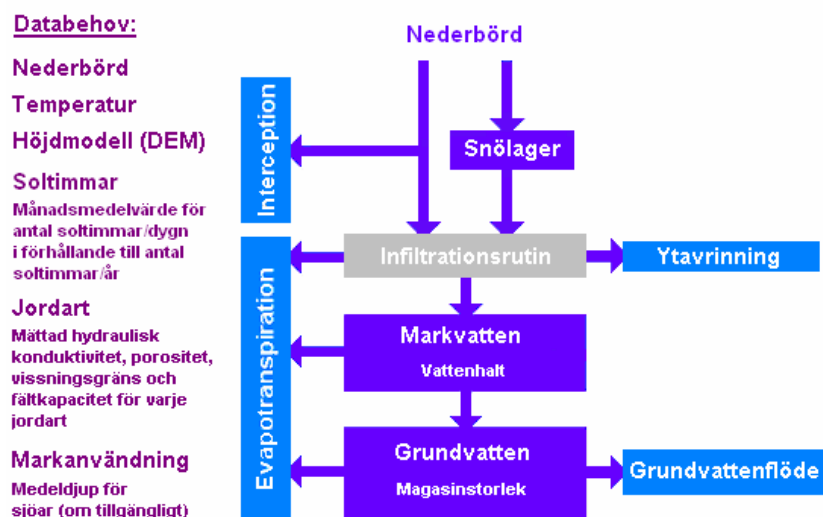 Databehov:
Nederbörd
Temperatur
Höjdmodell (DEM)
Soltimmar
Månadsmedelvärde för
antal soltimmar/dygn
i förhållande till antal
soltimmar/år
Jordart
Mättad hydraulisk
konduktivitet, porositet,
vissningsgräns och
fältkapacitet för varje
jordart
Markanvändning
Medeldjup för
sjöar (om tillgängligt)
Nederbörd
Interception
Snölager
Infiltrationsrutin
Ytavrinning
Evapotranspiration
Markvatten
Vattenhalt
Grundvatten
Magasinstorlek
Grundvattenflöde